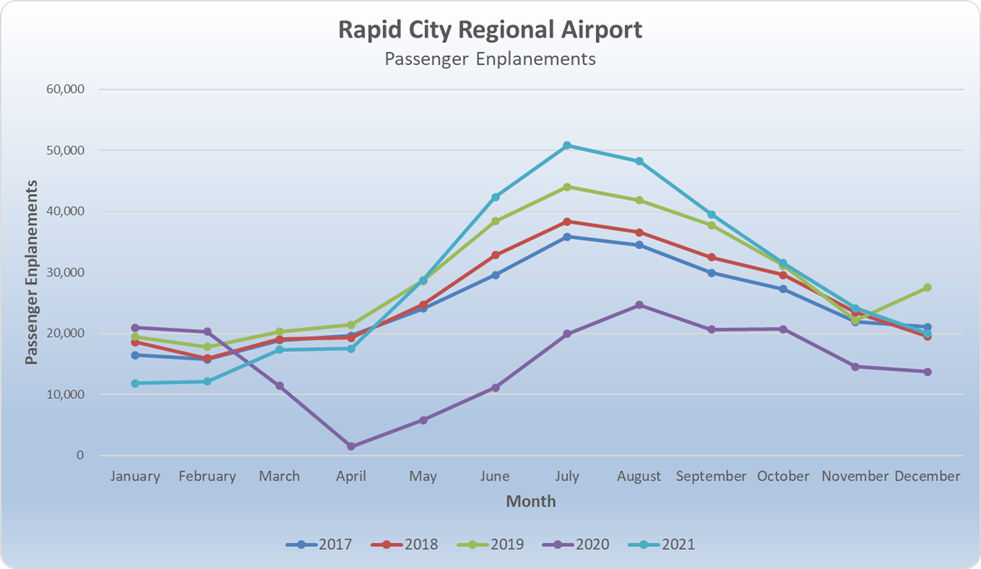 Rapid City Regional Airport
Passenger Enplanements
60,000
50,000
40,000
30,000
20,000
10,000
0
Passenger Enplanements
January February March April May June July August September October November December
Month
2017 2018 2019 2020 2021